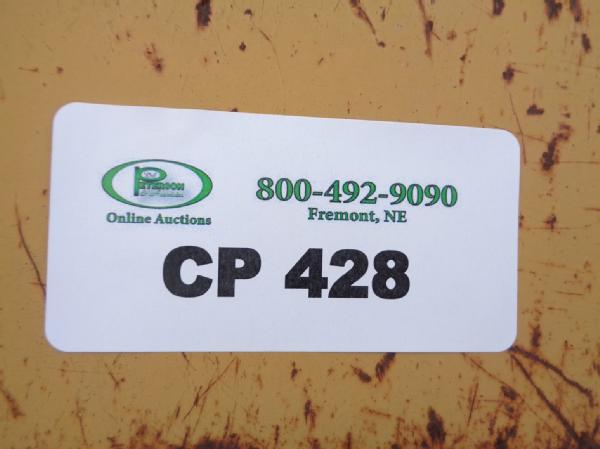 PETERSON
Online Auctions
800-492-9090
Fremont, NE
CP 428